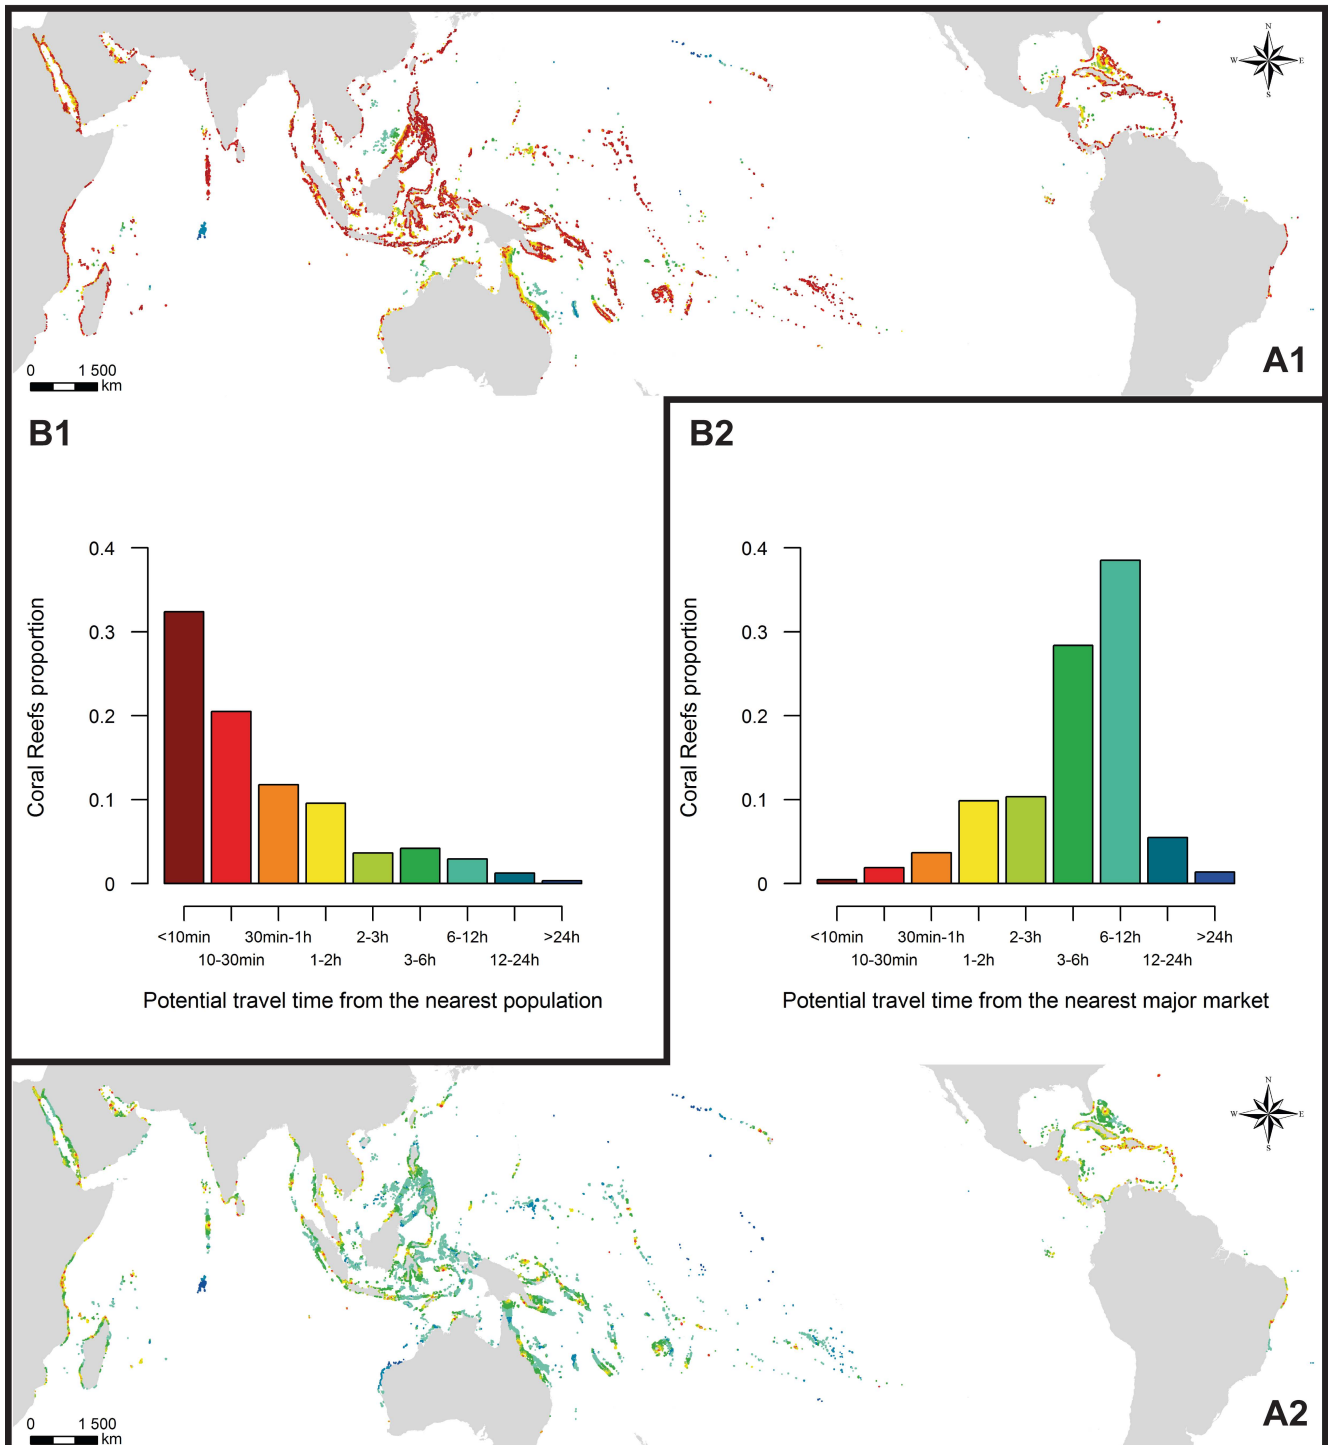 N
W E
S
0 1 500
km
A1
B1
B2
0.4
0.3
0.2
0.1
0
Coral Reefs proportion
<10min 30min-1h 2-3h 6-12h >24h
10-30min 1-2h 3-6h 12-24h
Potential travel time from the nearest population
0.4
0.3
0.2
0.1
0
Coral Reefs proportion
<10min 30min-1h 2-3h 6-12h >24h
10-30min 1-2h 3-6h 12-24h
Potential travel time from the nearest major market
N
W E
S
0 1 500
km
A2